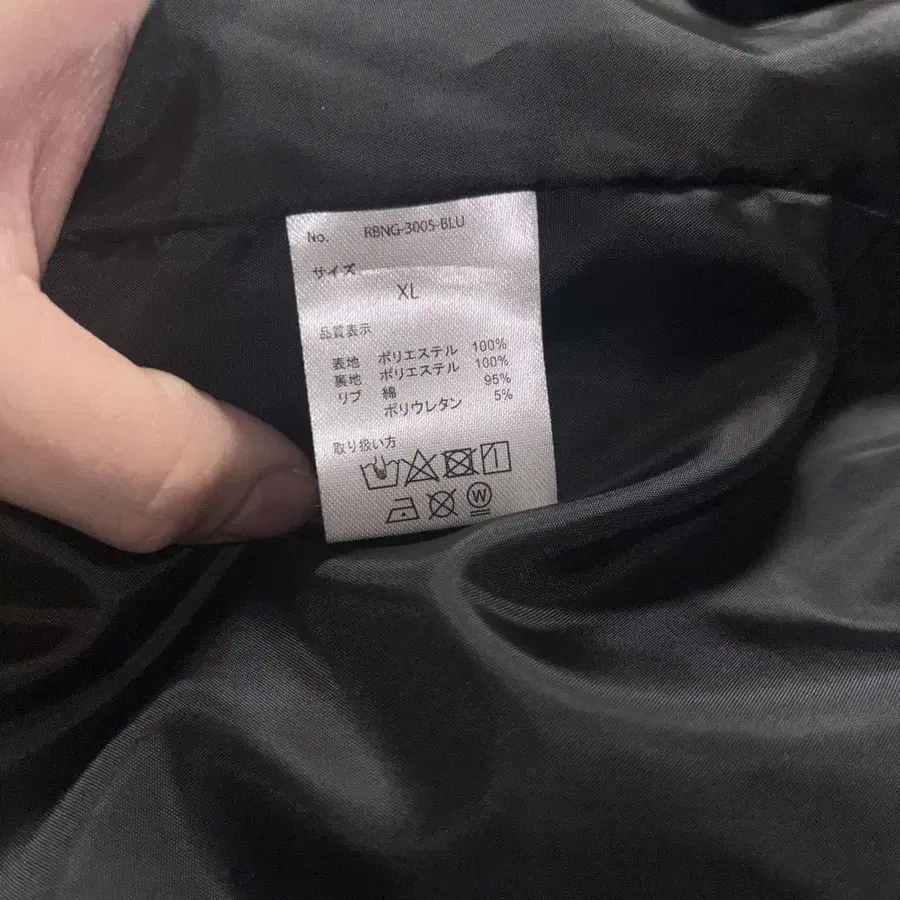 No. RBNG-3005-BLU
サイズ
XL
品質表示
表地 ポリエステル 100%
裏地 ポリエステル 100%
リブ 綿 95%
ポリウレタン 5%
取り扱い方
W